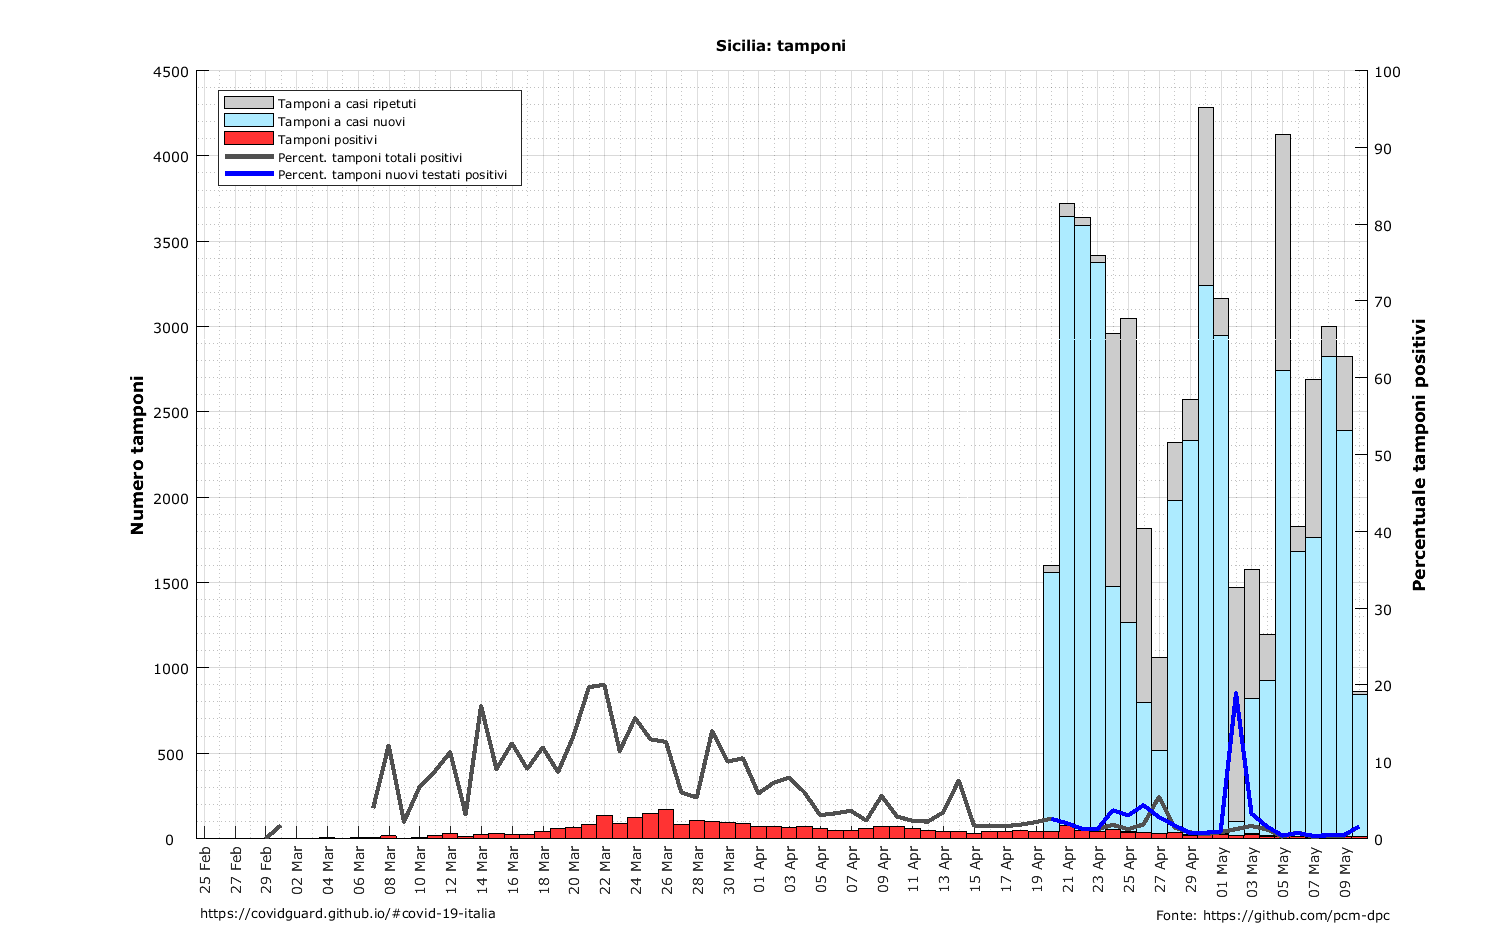 Sicilia: tamponi
Tamponi a casi ripetuti
Tamponi a casi nuovi
Tamponi positivi
Percent. tamponi totali positivi
Percent. tamponi nuovi testati positivi
Numero tamponi
4500
4000
3500
3000
2500
2000
1500
1000
500
0
100
90
80
70
60
50
40
30
20
10
0
Percentuale tamponi positivi
25 Feb
27 Feb
29 Feb
02 Mar
04 Mar
06 Mar
08 Mar
10 Mar
12 Mar
14 Mar
16 Mar
18 Mar
20 Mar
22 Mar
24 Mar
26 Mar
28 Mar
30 Mar
01 Apr
03 Apr
05 Apr
07 Apr
09 Apr
11 Apr
13 Apr
15 Apr
17 Apr
19 Apr
21 Apr
23 Apr
25 Apr
27 Apr
29 Apr
01 May
03 May
05 May
07 May
09 May
https://covidguard.github.io/#covid-19-italia
Fonte: https://github.com/pcm-dpc